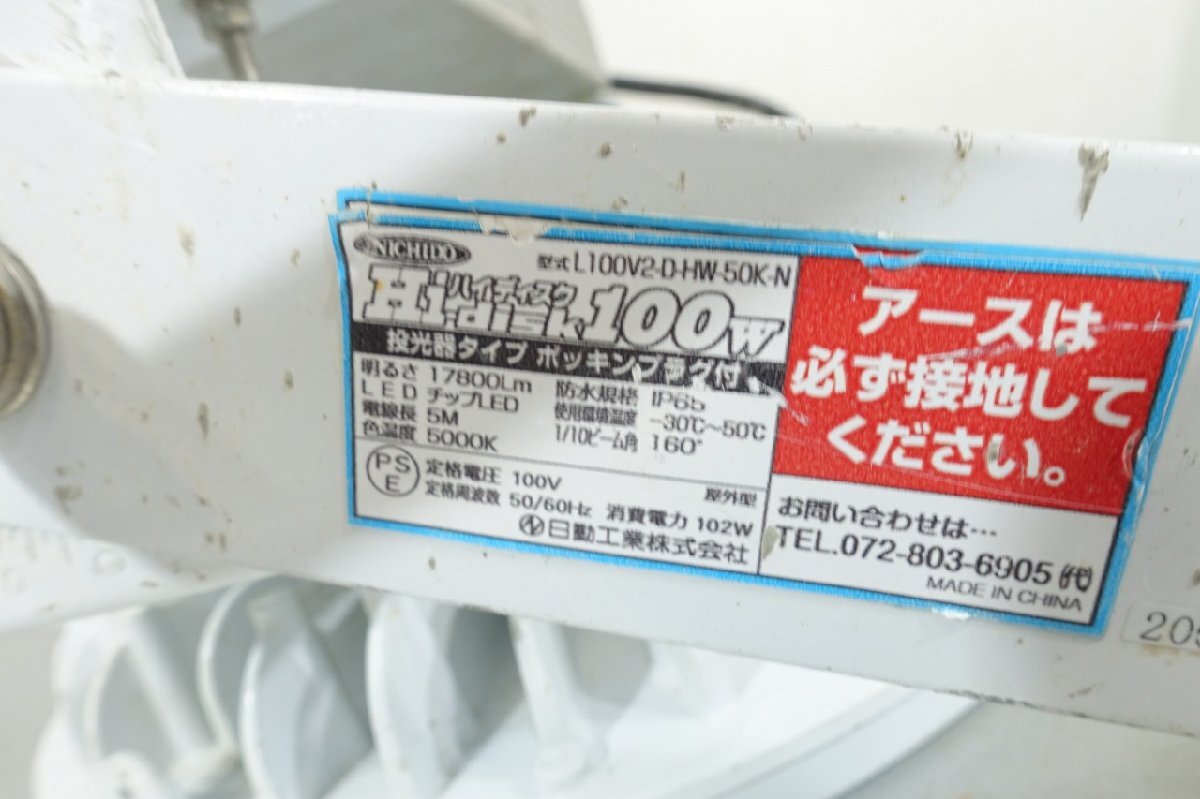 NICHIDO
型式 L100V2-D-HW-50K-N
ハイディスク
Hi-disk 100W
投光器タイプ ポッキンプラグ付
明るさ 17800Lm 防水規格 IP65
LED チップLED 使用環境温度 -30℃~50℃
電線長 5M 1/10ビーム角 160°
色温度 5000K
PSE 定格電圧 100V 屋外型
定格周波数 50/60Hz 消費電力 102W
日動工業株式会社
アースは
必ず接地して
ください。
お問い合わせは…
TEL.072-803-6905 ㈹
MADE IN CHINA